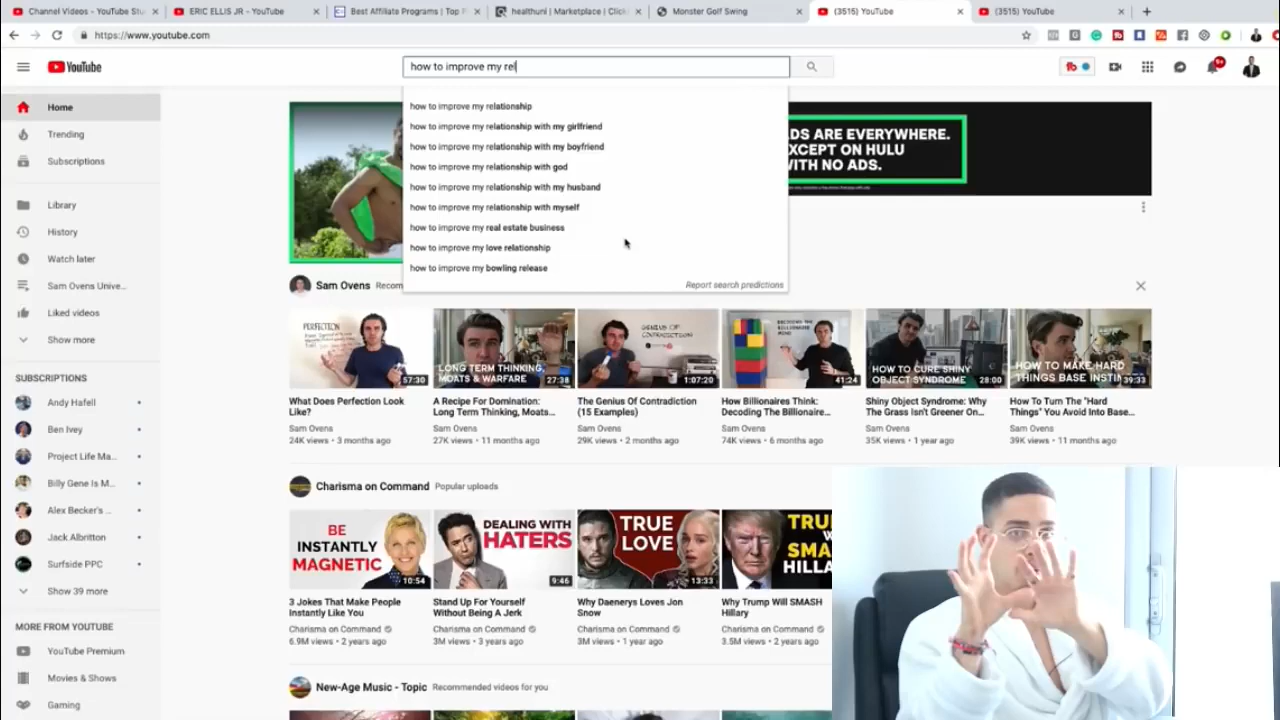 Channel Videos - YouTube Stu
ERIC ELLIS JR - YouTube
Best Affiliate Programs | Top P
healthuni | Marketplace | Click
Monster Golf Swing
(3515) YouTube
(3515) YouTube
https://www.youtube.com
YouTube
how to improve my rel
9+
Home
Trending
Subscriptions
Library
History
Watch later
Sam Ovens Unive...
Liked videos
Show more
SUBSCRIPTIONS
Andy Hafell
Ben Ivey
Project Life Ma...
Billy Gene Is M...
Alex Becker's ...
Jack Albritton
Surfside PPC
Show 39 more
MORE FROM YOUTUBE
YouTube Premium
Movies & Shows
Gaming
how to improve my relationship
how to improve my relationship with my girlfriend
how to improve my relationship with my boyfriend
how to improve my relationship with god
how to improve my relationship with my husband
how to improve my relationship with myself
how to improve my real estate business
how to improve my love relationship
how to improve my bowling release
Report search predictions
ADS ARE EVERYWHERE.
EXCEPT ON HULU
WITH NO ADS.
Sam Ovens Recom
PERFECTION
57:30
LONG TERM THINKING,
MOATS & WARFARE
27:38
GENIUS OF
CONTRADICTION
1:07:20
DECODING THE
BILLIONAIRE
MIND
41:24
HOW TO CURE SHINY
OBJECT SYNDROME
28:00
HOW TO MAKE HARD
THINGS BASE INSTI
39:33
What Does Perfection Look
Like?
Sam Ovens
24K views • 3 months ago
A Recipe For Domination:
Long Term Thinking, Moats...
Sam Ovens
27K views • 11 months ago
The Genius Of Contradiction
(15 Examples)
Sam Ovens
29K views • 2 months ago
How Billionaires Think:
Decoding The Billionaire...
Sam Ovens
74K views • 6 months ago
Shiny Object Syndrome: Why
The Grass Isn't Greener On...
Sam Ovens
35K views • 1 year ago
How To Turn The "Hard
Things" You Avoid Into Base...
Sam Ovens
39K views • 11 months ago
Charisma on Command Popular uploads
BE
INSTANTLY
MAGNETIC
10:54
DEALING WITH
HATERS
9:46
TRUE
LOVE
13:33
TRU
SMA
HILLA
3 Jokes That Make People
Instantly Like You
Charisma on Command
6.9M views • 2 years ago
Stand Up For Yourself
Without Being A Jerk
Charisma on Command
3M views • 3 years ago
Why Daenerys Loves Jon
Snow
Charisma on Command
3M views • 1 year ago
Why Trump Will SMASH
Hillary
Charisma on Command
3.5M views • 2 years ago
New-Age Music - Topic Recommended videos for you